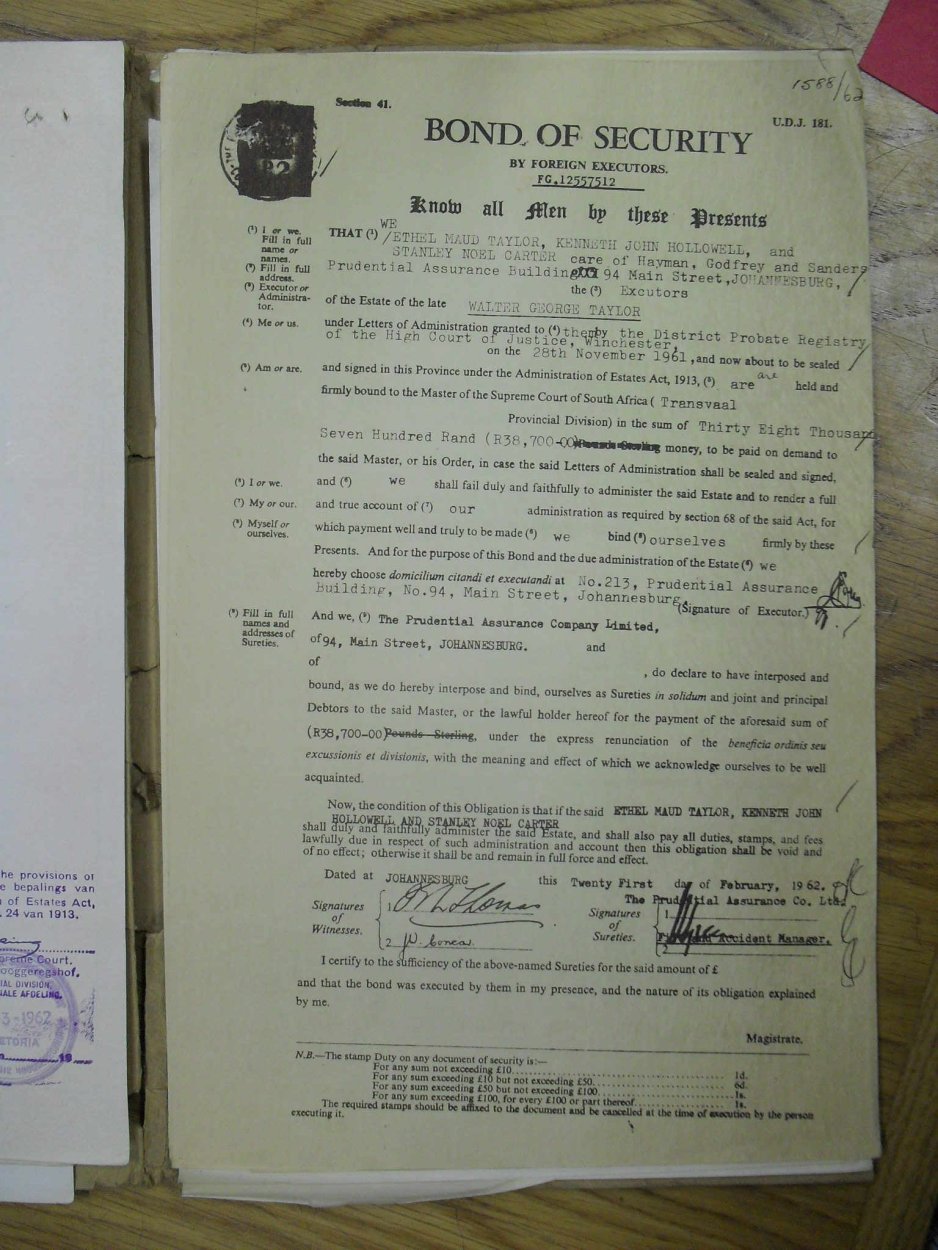 1588/62
Section 41.
U.D.J. 181.
BOND OF SECURITY
BY FOREIGN EXECUTORS.
FG.12557512
Know all Men by these Presents
WE
(¹) I or we.
Fill in full
name or
names.
(²) Fill in full
address.
(³) Executor or
Administra-
tor.
THAT (¹) /ETHEL MAUD TAYLOR, KENNETH JOHN HOLLOWELL, and
STANLEY NOEL CARTER care of Hayman, Godfrey and Sanders
Prudential Assurance Building 94 Main Street, JOHANNESBURG,
the (³) Excutors
of the Estate of the late WALTER GEORGE TAYLOR
(⁴) Me or us.
under Letters of Administration granted to (⁴) them by the District Probate Registry
of the High Court of Justice, Winchester,
on the 28th November 1961, and now about to be sealed
(⁵) Am or are.
and signed in this Province under the Administration of Estates Act, 1913, (⁵) are are held and
firmly bound to the Master of the Supreme Court of South Africa ( Transvaal
Provincial Division) in the sum of Thirty Eight Thousan
Seven Hundred Rand (R38,700-00) Pounds Sterling money, to be paid on demand to
the said Master, or his Order, in case the said Letters of Administration shall be sealed and signed,
(⁶) I or we.
and (⁶) we shall fail duly and faithfully to administer the said Estate and to render a full
(⁷) My or our.
and true account of (⁷) our administration as required by section 68 of the said Act, for
(⁸) Myself or
ourselves.
which payment well and truly to be made (⁶) we bind (⁸) ourselves firmly by these
Presents. And for the purpose of this Bond and the due administration of the Estate (⁶) we
hereby choose domicilium citandi et executandi at No.213, Prudential Assurance
Building, No.94, Main Street, Johannesburg
(Signature of Executor.)
(⁹) Fill in full
names and
addresses of
Sureties.
And we, (⁹) The Prudential Assurance Company Limited,
of 94, Main Street, JOHANNESBURG. and
of
, do declare to have interposed and
bound, as we do hereby interpose and bind, ourselves as Sureties in solidum and joint and principal
Debtors to the said Master, or the lawful holder hereof for the payment of the aforesaid sum of
(R38,700-00) Pounds Sterling, under the express renunciation of the beneficia ordinis seu
excussionis et divisionis, with the meaning and effect of which we acknowledge ourselves to be well
acquainted.
Now, the condition of this Obligation is that if the said ETHEL MAUD TAYLOR, KENNETH JOHN
HOLLOWELL AND STANLEY NOEL CARTER
shall duly and faithfully administer the said Estate, and shall also pay all duties, stamps, and fees
lawfully due in respect of such administration and account then this obligation shall be void and
of no effect; otherwise it shall be and remain in full force and effect.
Dated at JOHANNESBURG this Twenty First day of February, 1962.
The Prudential Assurance Co. Ltd.
Signatures
of
Witnesses.
1
2
Signatures
of
Sureties.
1
Fire and Accident Manager.
2
I certify to the sufficiency of the above-named Sureties for the said amount of £
and that the bond was executed by them in my presence, and the nature of its obligation explained
by me.
Magistrate.
N.B.—The stamp Duty on any document of security is:—
For any sum not exceeding £10 1d.
For any sum exceeding £10 but not exceeding £50 6d.
For any sum exceeding £50 but not exceeding £100 1s.
For any sum exceeding £100, for every £100 or part thereof 1s.
The required stamps should be affixed to the document and be cancelled at the time of execution by the person
executing it.
he provisions of
e bepalings van
of Estates Act,
. 24 van 1913.
preme Court.
ooggeregshof.
IAL DIVISION,
NALE AFDELING.
3-1962
ETORIA
19